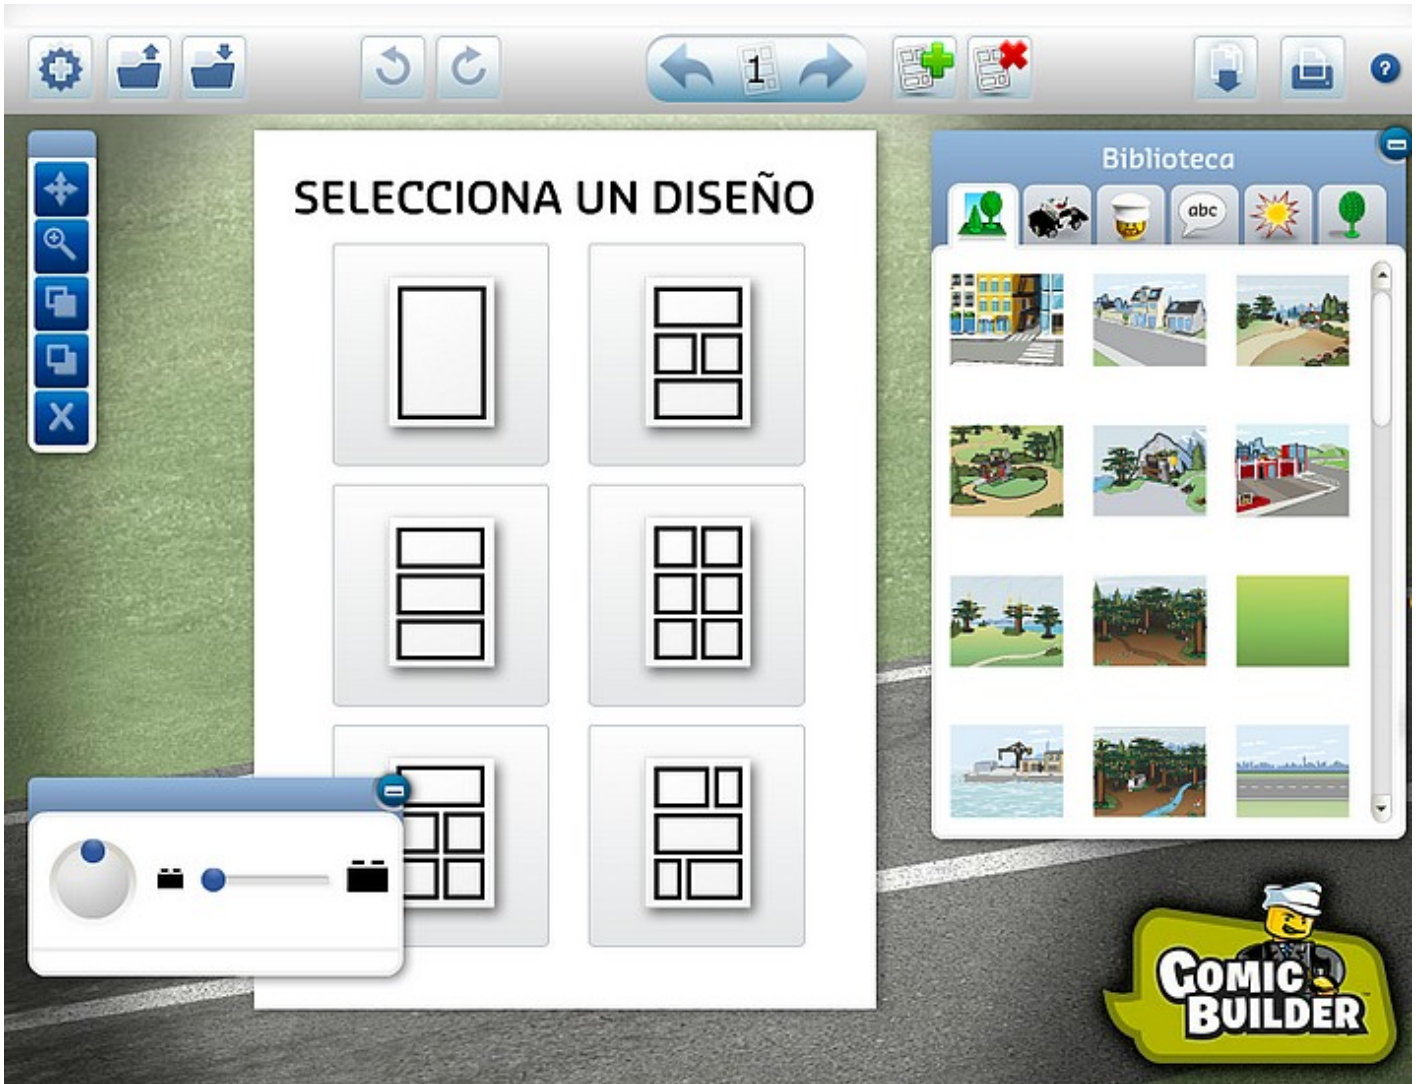 1
?
Biblioteca
SELECCIONA UN DISEÑO
abc
COMIC
BUILDER